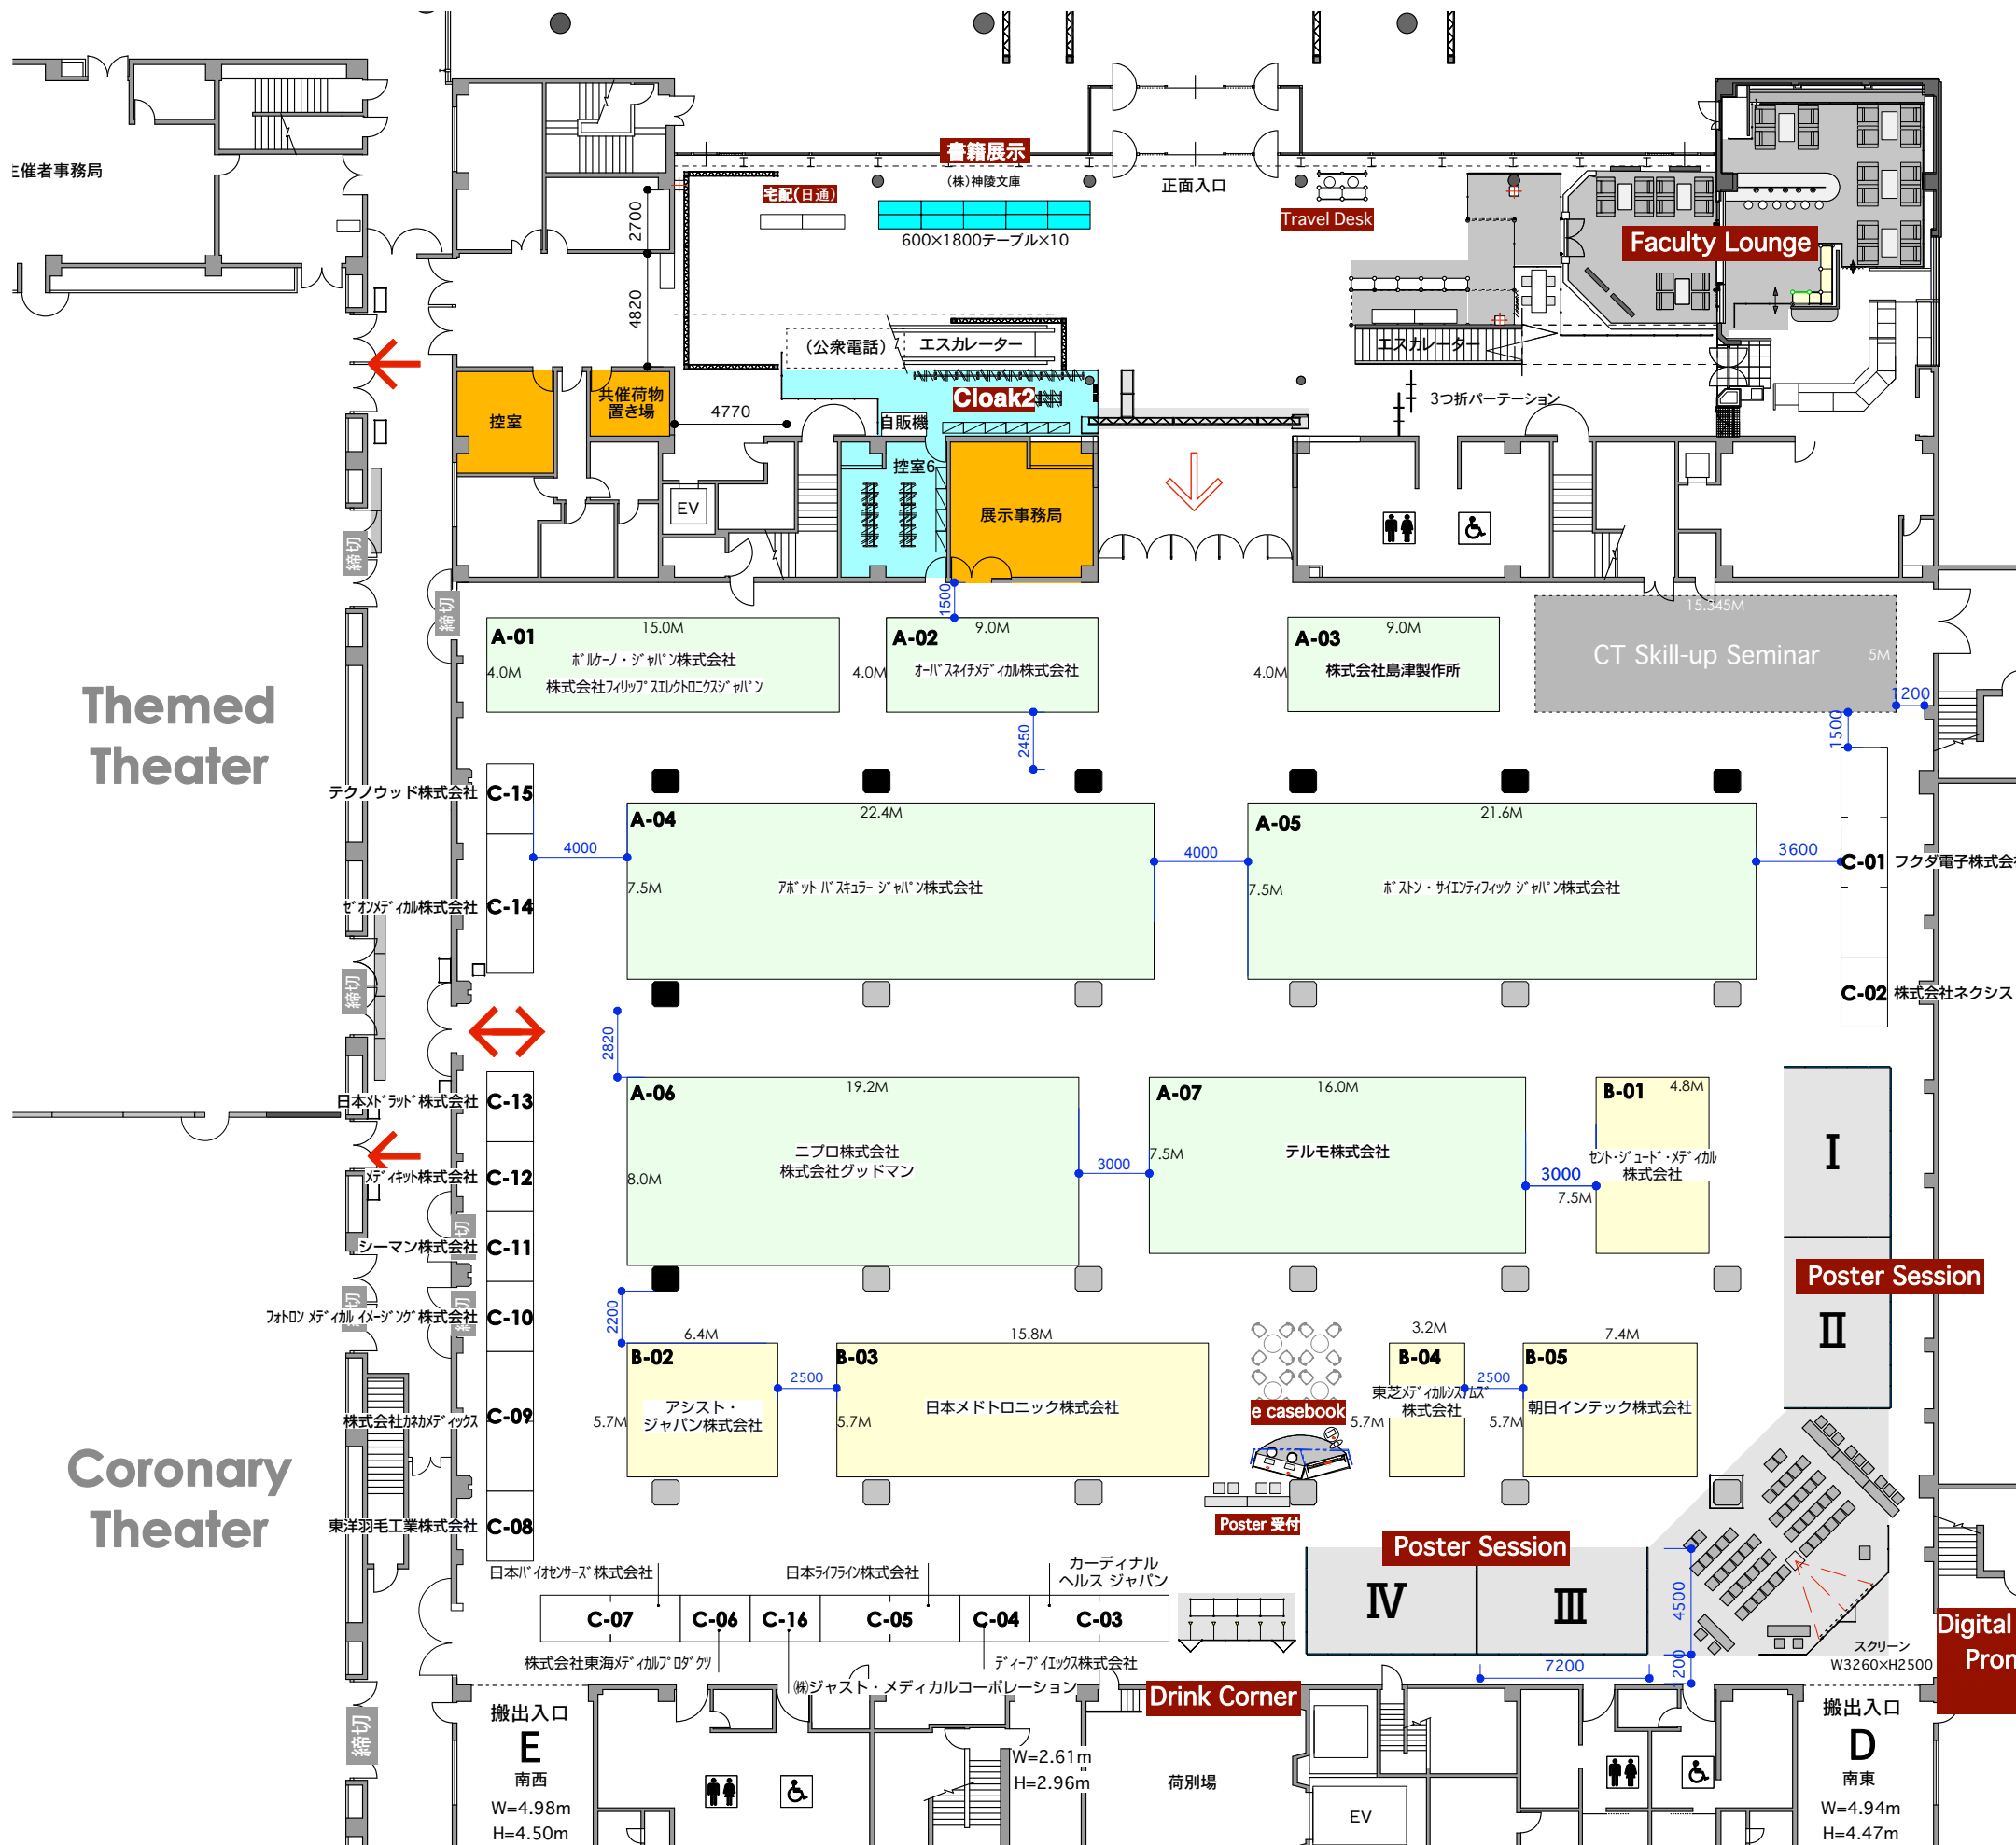 主催者事務局
書籍展示
(株)神陵文庫
宅配(日通)
600×1800テーブル×10
正面入口
Travel Desk
Faculty Lounge
2700
4820
(公衆電話)
エスカレーター
エスカレーター
Cloak2
自販機
3つ折パーテーション
控室
共催荷物
置き場
4770
控室6
展示事務局
EV
締切
締切
1500
A-01
15.0M
4.0M
ボルケーノ・ジャパン株式会社
株式会社フィリップスエレクトロニクスジャパン
A-02
9.0M
4.0M
オーバスネイチメディカル株式会社
A-03
9.0M
4.0M
株式会社島津製作所
15.345M
CT Skill-up Seminar
5M
1200
1500
2450
Themed
Theater
テクノウッド株式会社
C-15
ゼオンメディカル株式会社
C-14
4000
A-04
22.4M
7.5M
アボット バスキュラー ジャパン株式会社
4000
A-05
21.6M
7.5M
ボストン・サイエンティフィック ジャパン株式会社
3600
C-01
フクダ電子株式会社
C-02
株式会社ネクシス
締切
2820
日本メドラッド株式会社
C-13
メディキット株式会社
C-12
シーマン株式会社
C-11
フォトロン メディカル イメージング株式会社
C-10
株式会社カネカメディックス
C-09
東洋羽毛工業株式会社
C-08
締切
締切
締切
A-06
19.2M
8.0M
ニプロ株式会社
株式会社グッドマン
3000
A-07
16.0M
7.5M
テルモ株式会社
3000
B-01
4.8M
7.5M
セント・ジュード・メディカル
株式会社
I
Poster Session
II
2200
Coronary
Theater
B-02
6.4M
5.7M
アシスト・
ジャパン株式会社
2500
B-03
15.8M
5.7M
日本メドトロニック株式会社
e casebook
B-04
3.2M
5.7M
東芝メディカルシステムズ
株式会社
2500
B-05
7.4M
5.7M
朝日インテック株式会社
Poster 受付
Poster Session
IV
III
4500
1200
7200
スクリーン
W3260×H2500
Digital
Pron
日本バイオセンサーズ株式会社
日本ライフライン株式会社
カーディナル
ヘルス ジャパン
C-07
C-06
C-16
C-05
C-04
C-03
株式会社東海メディカルプロダクツ
ディープイエックス株式会社
㈱ジャスト・メディカルコーポレーション
Drink Corner
締切
搬出入口
E
南西
W=4.98m
H=4.50m
W=2.61m
H=2.96m
荷別場
EV
搬出入口
D
南東
W=4.94m
H=4.47m